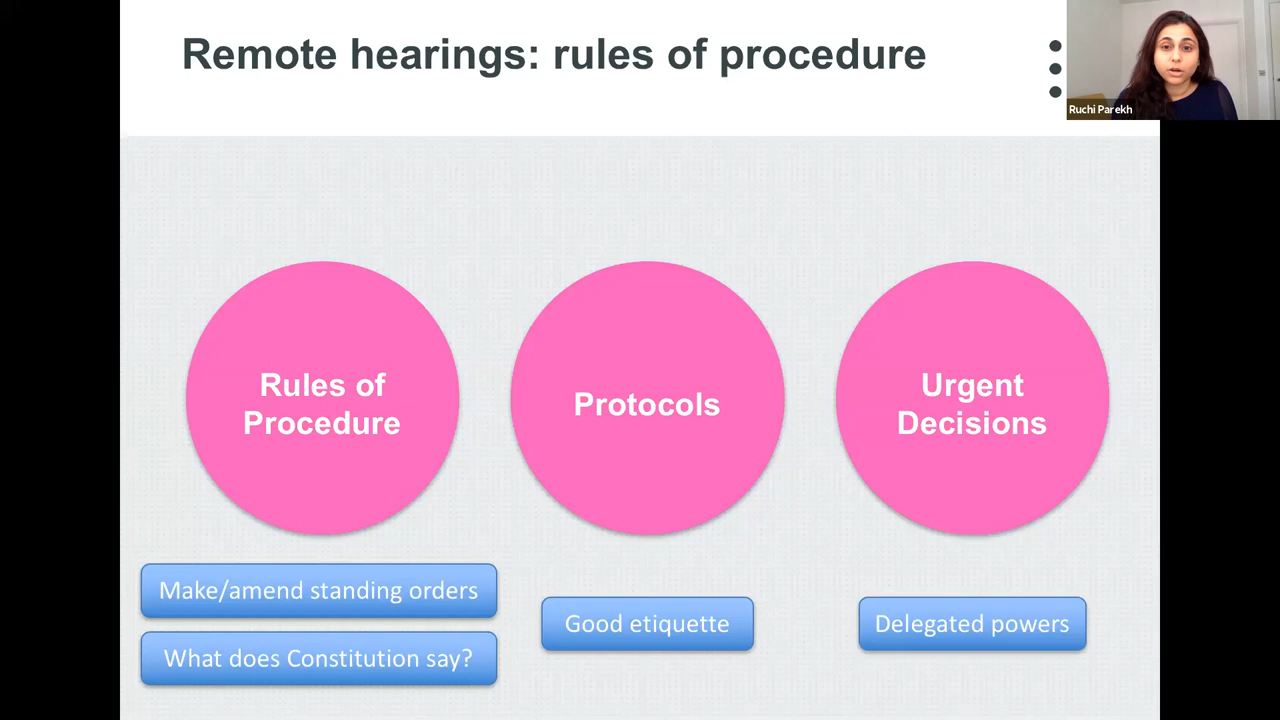 Remote hearings: rules of procedure
Ruchi Parekh
Rules of
Procedure
Protocols
Urgent
Decisions
Make/amend standing orders
What does Constitution say?
Good etiquette
Delegated powers